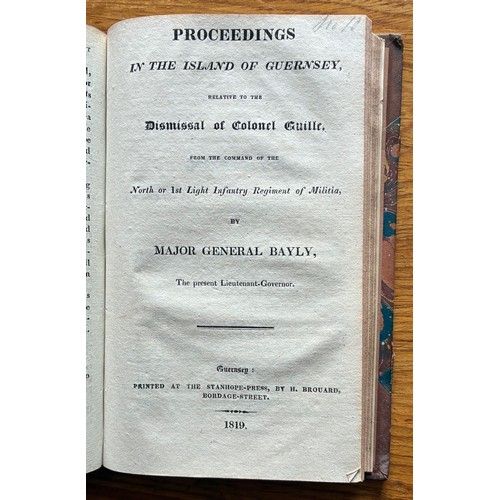 PROCEEDINGS
IN THE ISLAND OF GUERNSEY,
RELATIVE TO THE
Dismissal of Colonel Guille,
FROM THE COMMAND OF THE
North or 1st Light Infantry Regiment of Militia,
BY
MAJOR GENERAL BAYLY,
The present Lieutenant-Governor.
Guernsey:
PRINTED AT THE STANHOPE-PRESS, BY H. BROUARD,
BORDAGE-STREET.
1819.